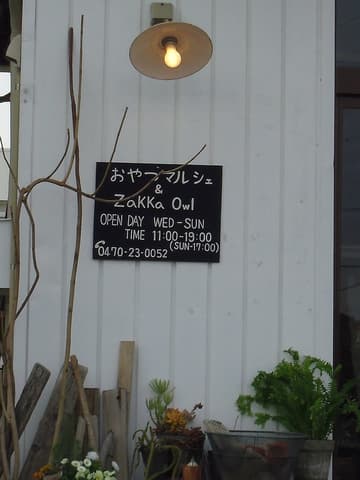 おやつマルシェ
&
ZaKKa Owl
OPEN DAY WED-SUN
TIME 11:00-19:00
(SUN-17:00)
0470-23-0052